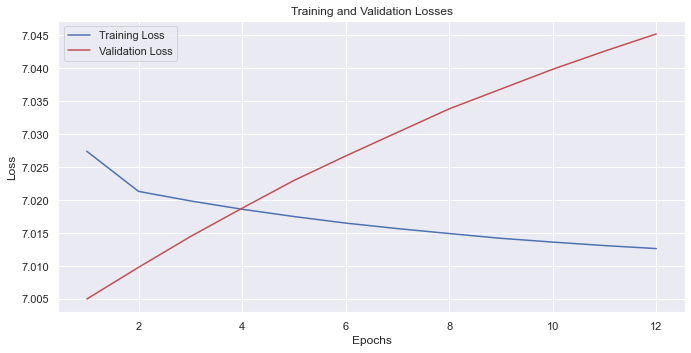 Training and Validation Losses
Training Loss
Validation Loss
7.045
7.040
7.035
7.030
7.025
7.020
7.015
7.010
7.005
Loss
2 4 6 8 10 12
Epochs